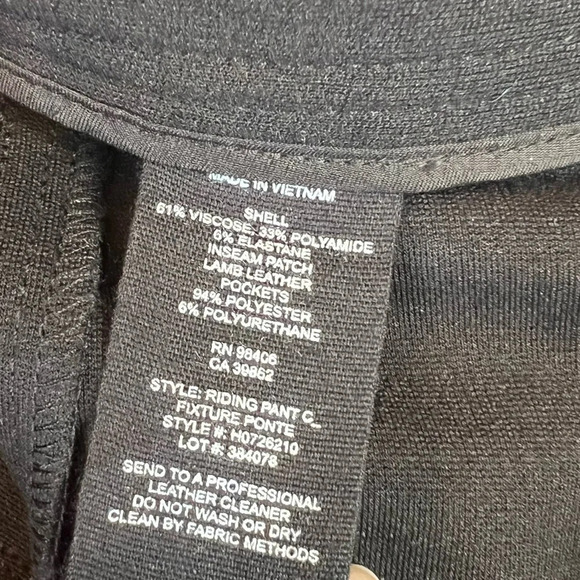 MADE IN VIETNAM
SHELL
61% VISCOSE. 33% POLYAMIDE
6% ELASTANE
INSEAM PATCH
LAMB LEATHER
POCKETS
94% POLYESTER
6% POLYURETHANE
RN 98406
CA 39862
STYLE: RIDING PANT C_
FIXTURE PONTE
STYLE #: H0726210
LOT #: 384078
SEND TO A PROFESSIONAL
LEATHER CLEANER
DO NOT WASH OR DRY
CLEAN BY FABRIC METHODS